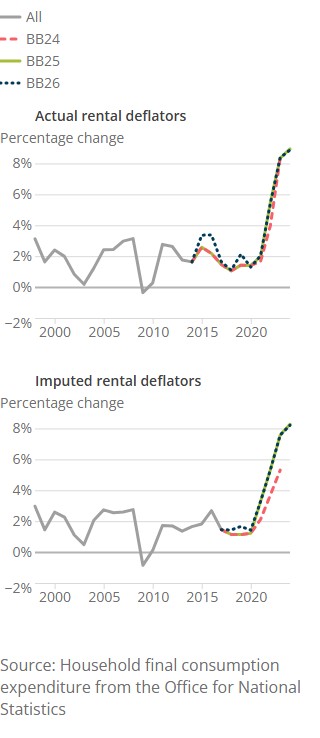 All
BB24
BB25
BB26
Actual rental deflators
Percentage change
8%
6%
4%
2%
0%
−2%
2000 2005 2010 2015 2020
Imputed rental deflators
Percentage change
8%
6%
4%
2%
0%
−2%
2000 2005 2010 2015 2020
Source: Household final consumption
expenditure from the Office for National
Statistics